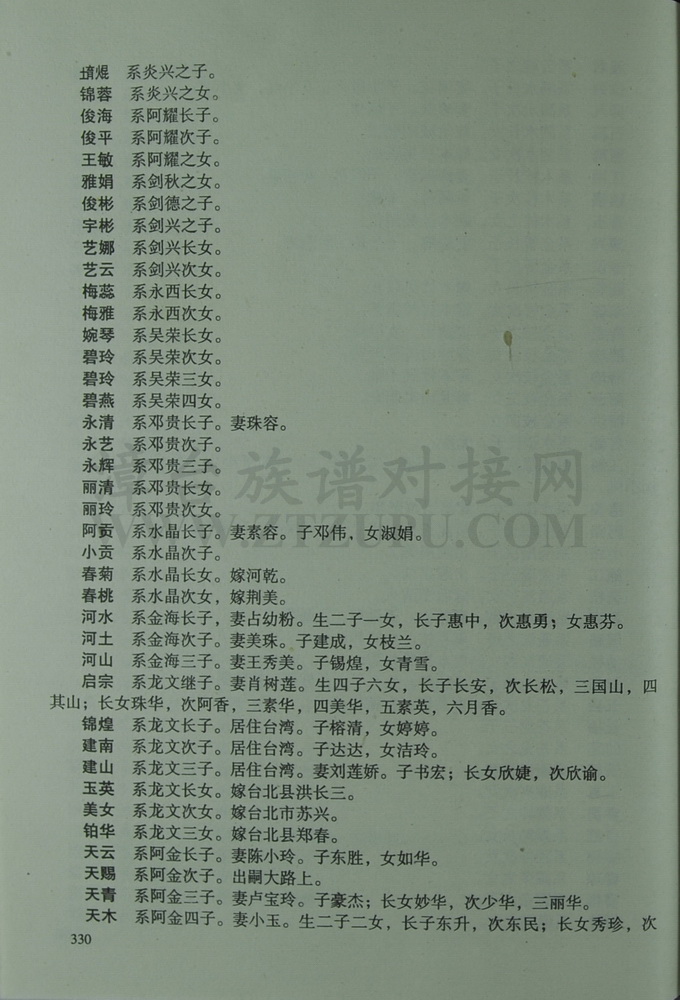 焜 系炎兴之子。
锦蓉 系炎兴之女。
俊海 系阿耀长子。
俊平 系阿耀次子。
王敏 系阿耀之女。
雅娟 系剑秋之女。
俊彬 系剑德之子。
宇彬 系剑兴之子。
艺娜 系剑兴长女。
艺云 系剑兴次女。
梅蕊 系永西长女。
梅雅 系永西次女。
婉琴 系吴荣长女。
碧玲 系吴荣次女。
碧玲 系吴荣三女。
碧燕 系吴荣四女。
永清 系邓贵长子。妻珠容。
永艺 系邓贵次子。
永辉 系邓贵三子。
丽清 系邓贵长女。
丽玲 系邓贵次女。
阿贡 系水晶长子。妻素容。子邓伟，女淑娟。
小贡 系水晶次子。
春菊 系水晶长女。嫁河乾。
春桃 系水晶次女，嫁荆美。
河水 系金海长子，妻占幼粉。生二子一女，长子惠中，次惠勇；女惠芬。
河土 系金海次子。妻美珠。子建成，女枝兰。
河山 系金海三子。妻王秀美。子锡煌，女青雪。
启宗 系龙文继子。妻肖树莲。生四子六女，长子长安，次长松，三国山，四
其山；长女珠华，次阿香，三素华，四美华，五素英，六月香。
锦煌 系龙文长子。居住台湾。子榕清，女婷婷。
建南 系龙文次子。居住台湾。子达达，女洁玲。
建山 系龙文三子。居住台湾。妻刘莲娇。子书宏；长女欣婕，次欣谕。
玉英 系龙文长女。嫁台北县洪长三。
美女 系龙文次女。嫁台北市苏兴。
铂华 系龙文三女。嫁台北县郑春。
天云 系阿金长子。妻陈小玲。子东胜，女如华。
天赐 系阿金次子。出嗣大路上。
天青 系阿金三子。妻卢宝玲。子豪杰；长女妙华，次少华，三丽华。
天木 系阿金四子。妻小玉。生二子二女，长子东升，次东民；长女秀珍，次
330
漳州族谱对接网
WWW.ZTZUPU.COM